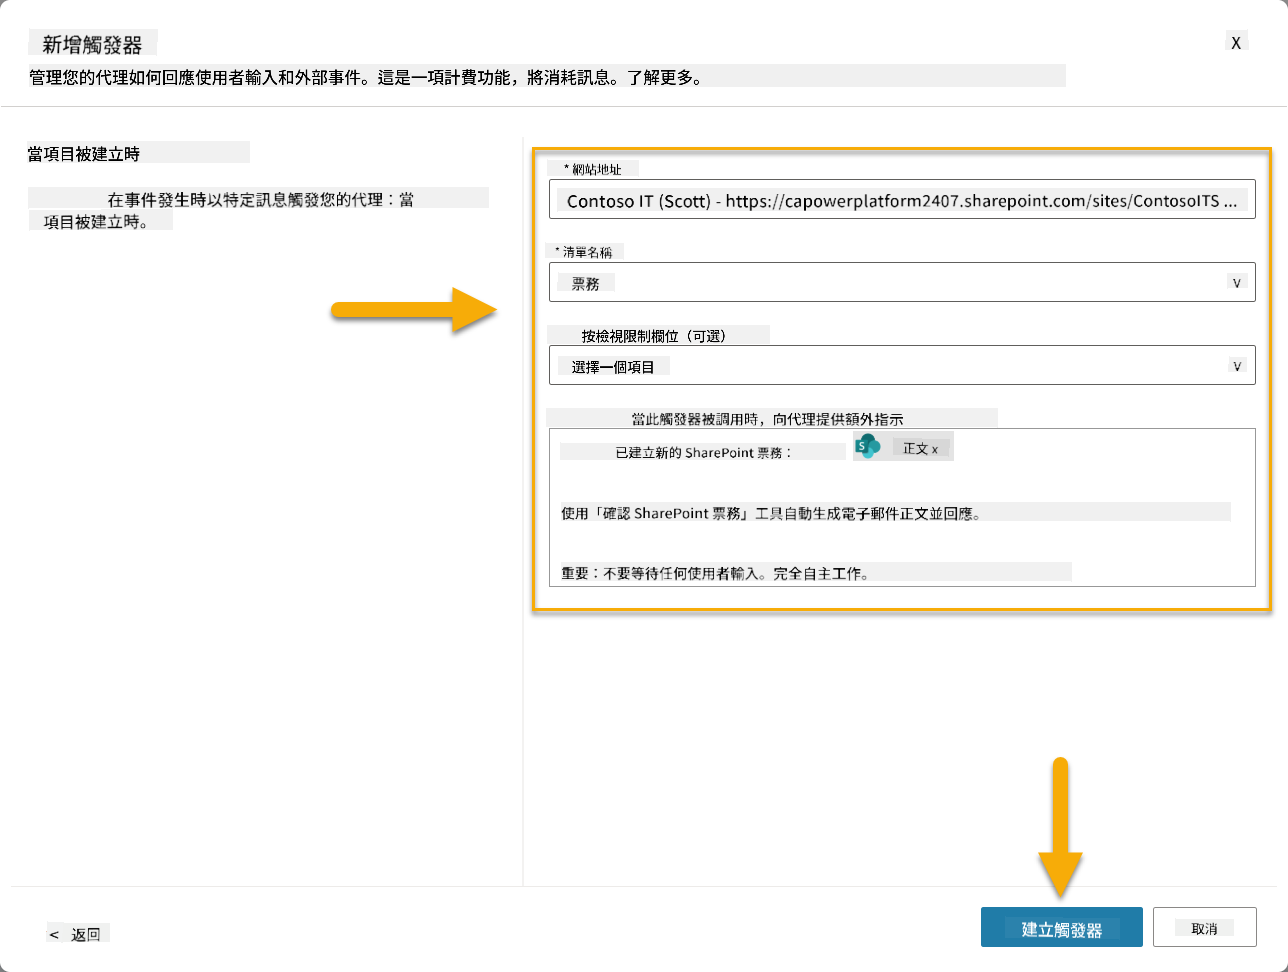 新增觸發器
X
管理您的代理如何回應使用者輸入和外部事件。這是一項計費功能，將消耗訊息。了解更多。
當項目被建立時
在事件發生時以特定訊息觸發您的代理：當
項目被建立時。
* 網站地址
Contoso IT (Scott) - https://capowerplatform2407.sharepoint.com/sites/ContosoITS ...
* 清單名稱
票務
v
按檢視限制欄位（可選）
選擇一個項目
v
當此觸發器被調用時，向代理提供額外指示
已建立新的 SharePoint 票務：
S 正文 x
使用「確認 SharePoint 票務」工具自動生成電子郵件正文並回應。
重要：不要等待任何使用者輸入。完全自主工作。
< 返回
建立觸發器
取消